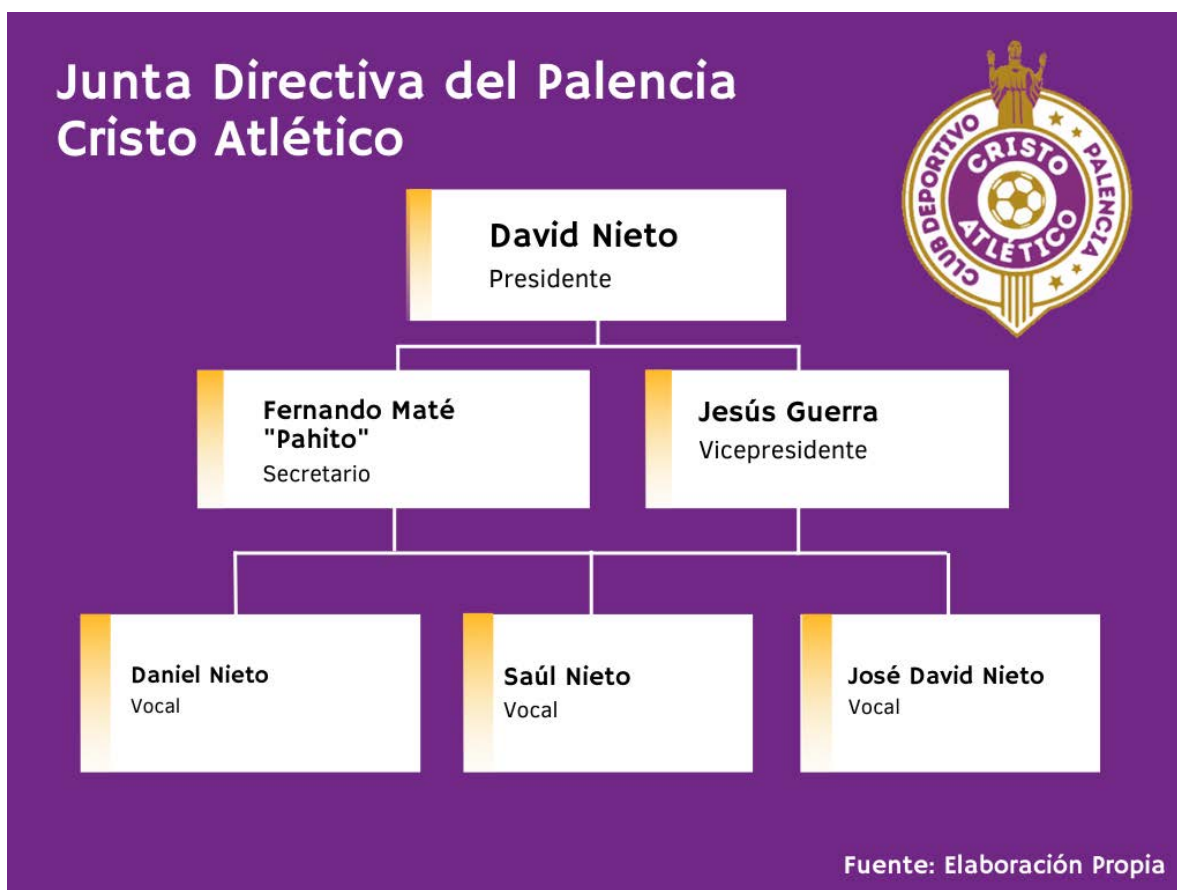 Junta Directiva del Palencia
Cristo Atlético
CLUB DEPORTIVO
PALENCIA
CRISTO
ATLÉTICO
David Nieto
Presidente
Fernando Maté
"Pahito"
Secretario
Jesús Guerra
Vicepresidente
Daniel Nieto
Vocal
Saúl Nieto
Vocal
José David Nieto
Vocal
Fuente: Elaboración Propia